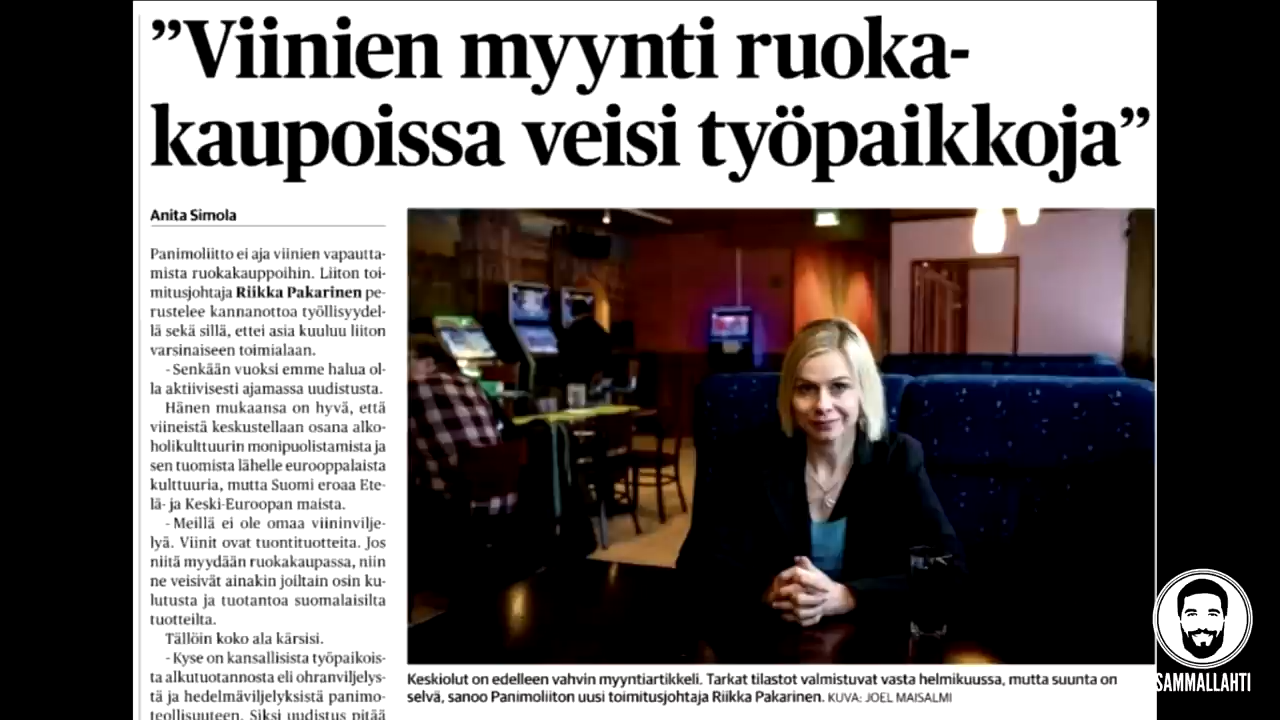 ”Viinien myynti ruoka-
kaupoissa veisi työpaikkoja”
Anita Simola
Panimoliitto ei aja viinien vapautta-
mista ruokakauppoihin. Liiton toi-
mitusjohtaja Riikka Pakarinen pe-
rustelee kannanottoa työllisyydel-
lä sekä sillä, ettei asia kuuluu liiton
varsinaiseen toimialaan.
- Senkään vuoksi emme halua ol-
la aktiivisesti ajamassa uudistusta.
Hänen mukaansa on hyvä, että
viineistä keskustellaan osana alko-
holikulttuurin monipuolistamista ja
sen tuomista lähelle eurooppalaista
kulttuuria, mutta Suomi eroaa Ete-
lä- ja Keski-Euroopan maista.
- Meillä ei ole omaa viininvilje-
lyä. Viinit ovat tuontituotteita. Jos
niitä myydään ruokakaupassa, niin
ne veisivät ainakin joiltain osin ku-
lutusta ja tuotantoa suomalaisilta
tuotteilta.
Tällöin koko ala kärsisi.
- Kyse on kansallisista työpaikois-
ta alkutuotannosta eli ohranviljelys-
tä ja hedelmäviljelyksistä panimo-
teollisuuteen. Siksi uudistus pitää
Keskiolut on edelleen vahvin myyntiartikkeli. Tarkat tilastot valmistuvat vasta helmikuussa, mutta suunta on
selvä, sanoo Panimoliiton uusi toimitusjohtaja Riikka Pakarinen. KUVA: JOEL MAISALMI
SAMMALLAHTI